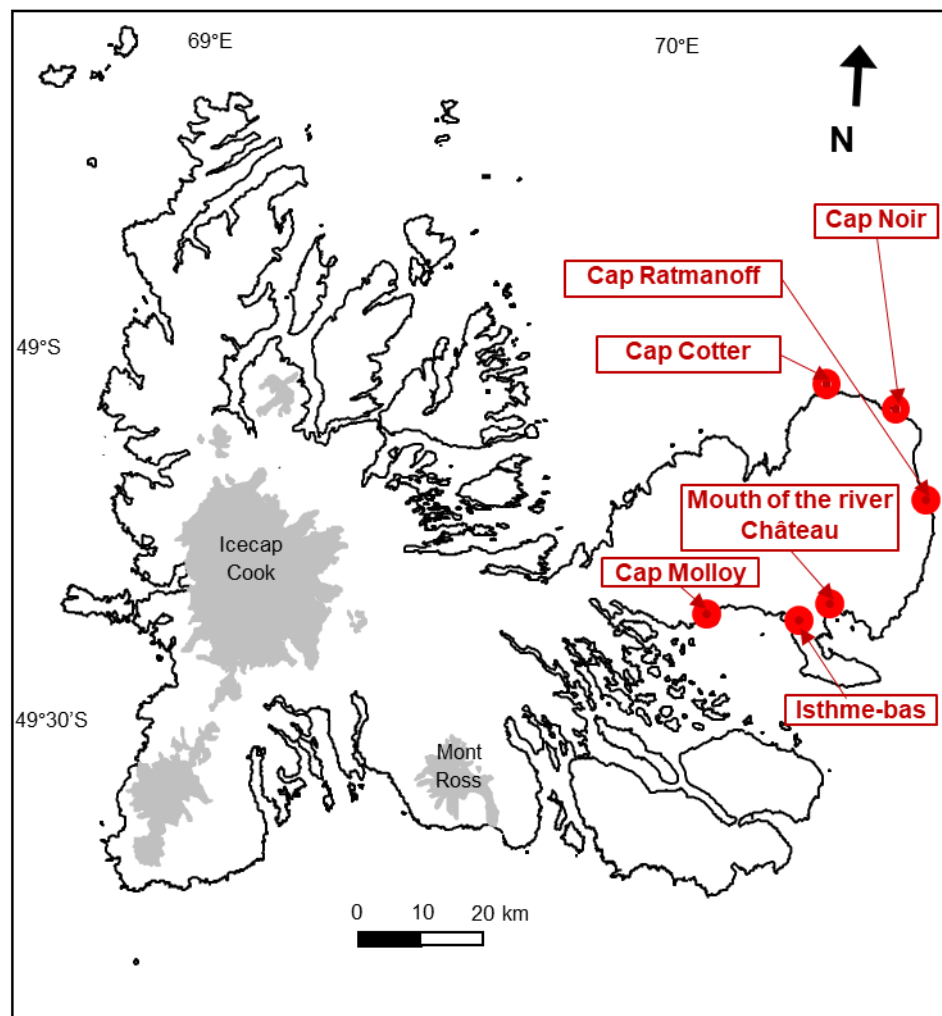 69°E
70°E
N
Cap Noir
Cap Ratmanoff
49°S
Cap Cotter
Mouth of the river
Château
Icecap
Cook
Cap Molloy
Isthme-bas
49°30'S
Mont
Ross
0 10 20 km